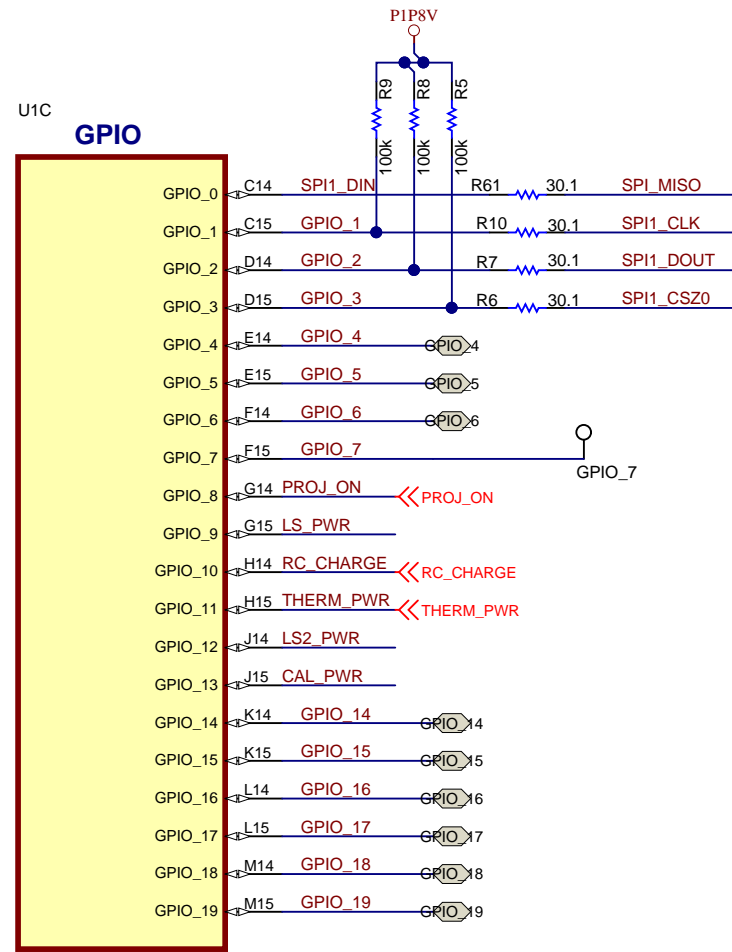 P1P8V
R9 R8 R5
100k 100k 100k
U1C
GPIO
GPIO_0 C14 SPI1_DIN R61 30.1 SPI_MISO
GPIO_1 C15 GPIO_1 R10 30.1 SPI1_CLK
GPIO_2 D14 GPIO_2 R7 30.1 SPI1_DOUT
GPIO_3 D15 GPIO_3 R6 30.1 SPI1_CSZ0
GPIO_4 E14 GPIO_4 GPIO_4
GPIO_5 E15 GPIO_5 GPIO_5
GPIO_6 F14 GPIO_6 GPIO_6
GPIO_7 F15 GPIO_7 GPIO_7
GPIO_8 G14 PROJ_ON PROJ_ON
GPIO_9 G15 LS_PWR
GPIO_10 H14 RC_CHARGE RC_CHARGE
GPIO_11 H15 THERM_PWR THERM_PWR
GPIO_12 J14 LS2_PWR
GPIO_13 J15 CAL_PWR
GPIO_14 K14 GPIO_14 GPIO_14
GPIO_15 K15 GPIO_15 GPIO_15
GPIO_16 L14 GPIO_16 GPIO_16
GPIO_17 L15 GPIO_17 GPIO_17
GPIO_18 M14 GPIO_18 GPIO_18
GPIO_19 M15 GPIO_19 GPIO_19